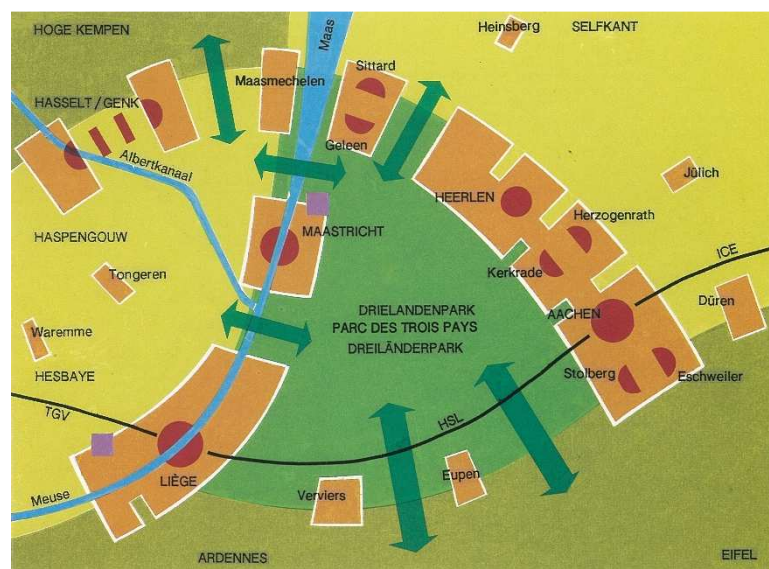 HOGE KEMPEN
Maas
Heinsberg
SELFKANT
Sittard
Maasmechelen
HASSELT / GENK
Geleen
Albertkanaal
Jülich
HEERLEN
Herzogenrath
MAASTRICHT
HASPENGOUW
ICE
Kerkrade
Tongeren
Düren
DRIELANDENPARK
AACHEN
PARC DES TROIS PAYS
Waremme
DREILÄNDERPARK
HESBAYE
Stolberg
Eschweiler
TGV
HSL
LIÈGE
Eupen
Meuse
Verviers
ARDENNES
EIFEL